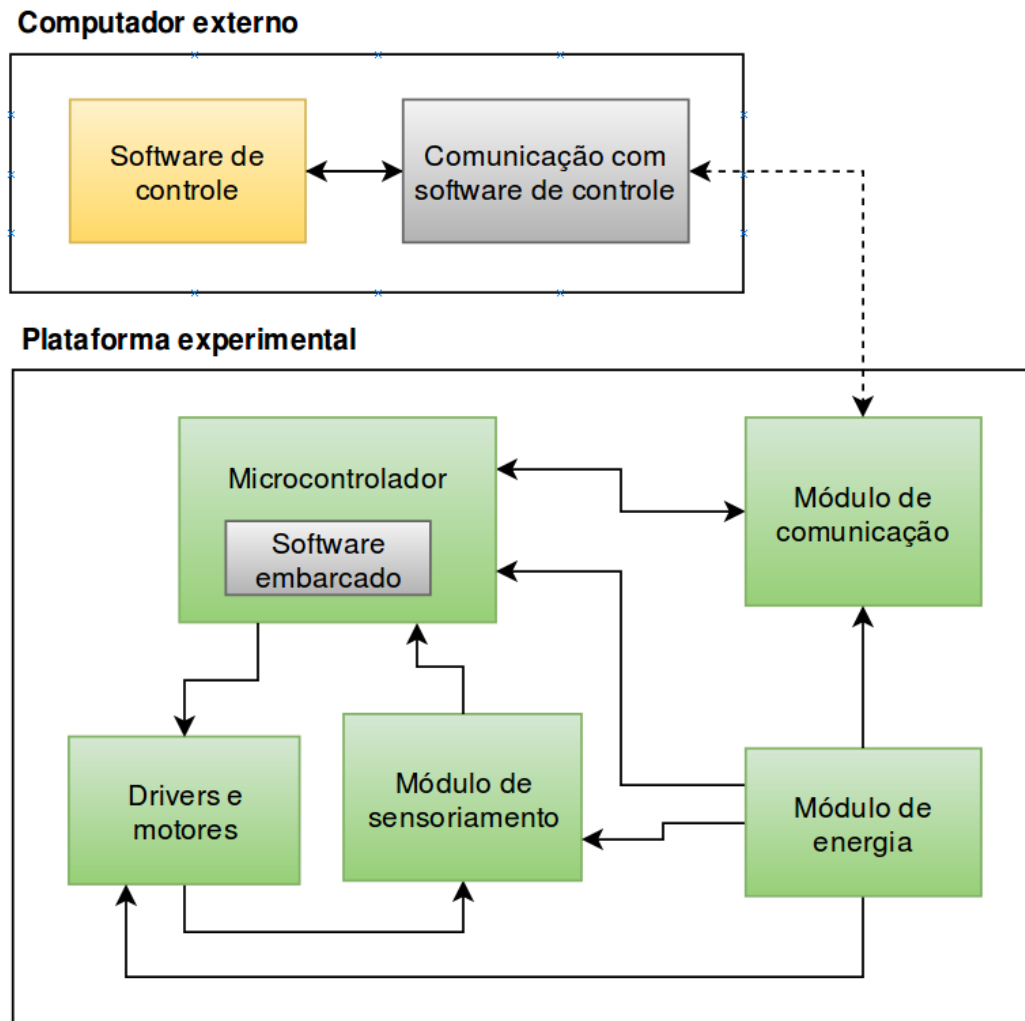 Computador externo
Software de
controle
Comunicação com
software de controle
Plataforma experimental
Microcontrolador
Software
embarcado
Módulo de
comunicação
Drivers e
motores
Módulo de
sensoriamento
Módulo de
energia